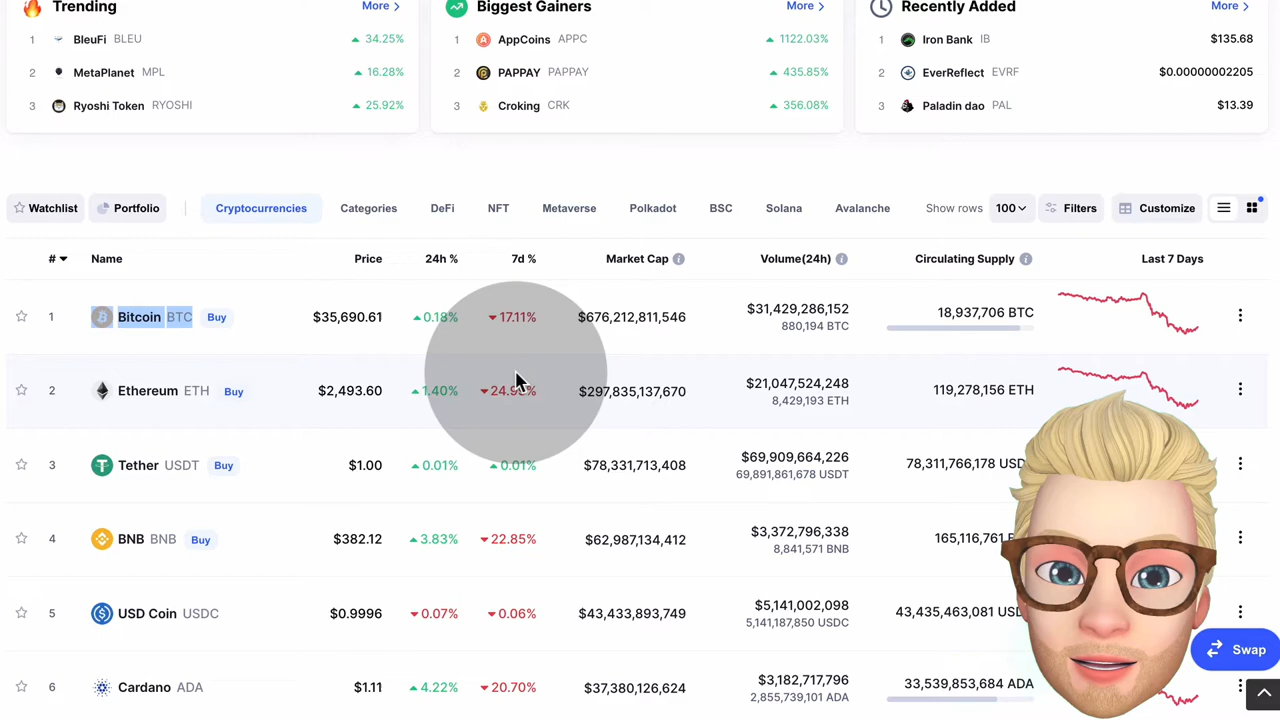 Trending More >
1 BleuFi BLEU 34.25%
2 MetaPlanet MPL 16.28%
3 Ryoshi Token RYOSHI 25.92%
Biggest Gainers More >
1 AppCoins APPC 1122.03%
2 PAPPAY PAPPAY 435.85%
3 Croking CRK 356.08%
Recently Added More >
1 Iron Bank IB $135.68
2 EverReflect EVRF $0.00000002205
3 Paladin dao PAL $13.39
Watchlist Portfolio Cryptocurrencies Categories DeFi NFT Metaverse Polkadot BSC Solana Avalanche Show rows 100 Filters Customize
# Name Price 24h % 7d % Market Cap Volume(24h) Circulating Supply Last 7 Days
1 Bitcoin BTC Buy $35,690.61 0.18% 17.11% $676,212,811,546 $31,429,286,152 18,937,706 BTC
880,194 BTC
2 Ethereum ETH Buy $2,493.60 1.40% $297,835,137,670 $21,047,524,248 119,278,156 ETH
8,429,193 ETH
3 Tether USDT Buy $1.00 0.01% 0.01% $78,331,713,408 $69,909,664,226 78,311,766,178
69,891,861,678 USDT
4 BNB BNB Buy $382.12 3.83% 22.85% $62,987,134,412 $3,372,796,338 165,116,761
8,841,571 BNB
5 USD Coin USDC $0.9996 0.07% 0.06% $43,433,893,749 $5,141,002,098 43,435,463,081
5,141,187,850 USDC
6 Cardano ADA $1.11 4.22% 20.70% $37,380,126,624 $3,182,717,796 33,539,853,684 ADA
2,855,739,101 ADA
Swap